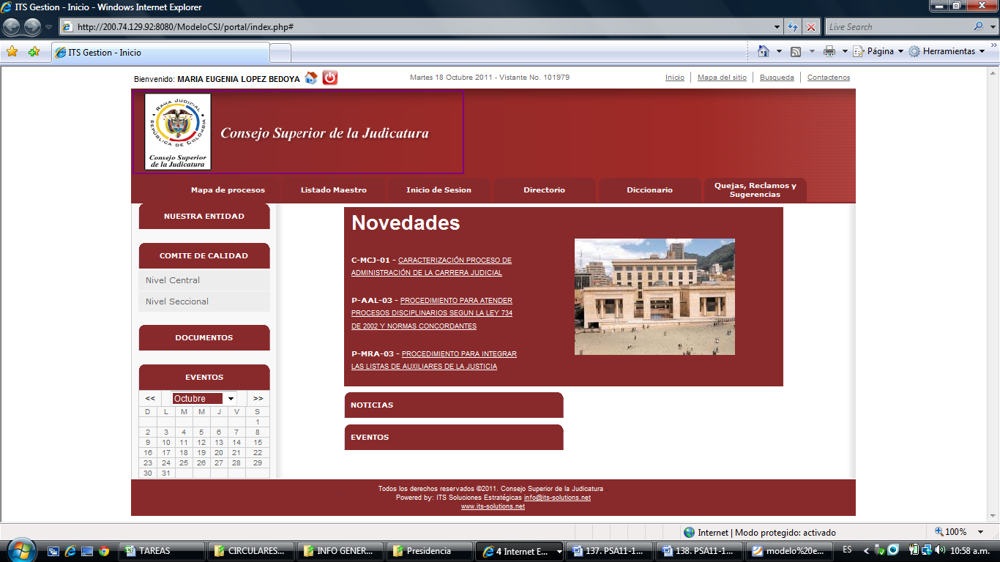 ITS Gestion - Inicio - Windows Internet Explorer
http://200.74.129.92:8080/ModeloCSJ/portal/index.php#
Live Search
ITS Gestion - Inicio
Página
Herramientas
Bienvenido: MARIA EUGENIA LOPEZ BEDOYA
Martes 18 Octubre 2011 - Vistante No. 101979
Inicio
Mapa del sitio
Busqueda
Contactenos
RAMA JUDICIAL
REPÚBLICA DE COLOMBIA
Consejo Superior
de la Judicatura
Consejo Superior de la Judicatura
Mapa de procesos
Listado Maestro
Inicio de Sesion
Directorio
Diccionario
Quejas, Reclamos y
Sugerencias
NUESTRA ENTIDAD
COMITE DE CALIDAD
Nivel Central
Nivel Seccional
DOCUMENTOS
EVENTOS
<< Octubre >>
D L M M J V S
1
2 3 4 5 6 7 8
9 10 11 12 13 14 15
16 17 18 19 20 21 22
23 24 25 26 27 28 29
30 31
Novedades
C-MCJ-01 - CARACTERIZACIÓN PROCESO DE
ADMINISTRACIÓN DE LA CARRERA JUDICIAL
P-AAL-03 - PROCEDIMIENTO PARA ATENDER
PROCESOS DISCIPLINARIOS SEGUN LA LEY 734
DE 2002 Y NORMAS CONCORDANTES
P-MRA-03 - PROCEDIMIENTO PARA INTEGRAR
LAS LISTAS DE AUXILIARES DE LA JUSTICIA
NOTICIAS
EVENTOS
Todos los derechos reservados ©2011. Consejo Superior de la Judicatura
Powered by: ITS Soluciones Estratégicas info@its-solutions.net
www.its-solutions.net
Internet | Modo protegido: activado
100%
TAREAS
CIRCULARES...
INFO GENER...
Presidencia
4 Internet E...
137. PSA11-1...
138. PSA11-1...
modelo%20e...
ES
10:58 a.m.